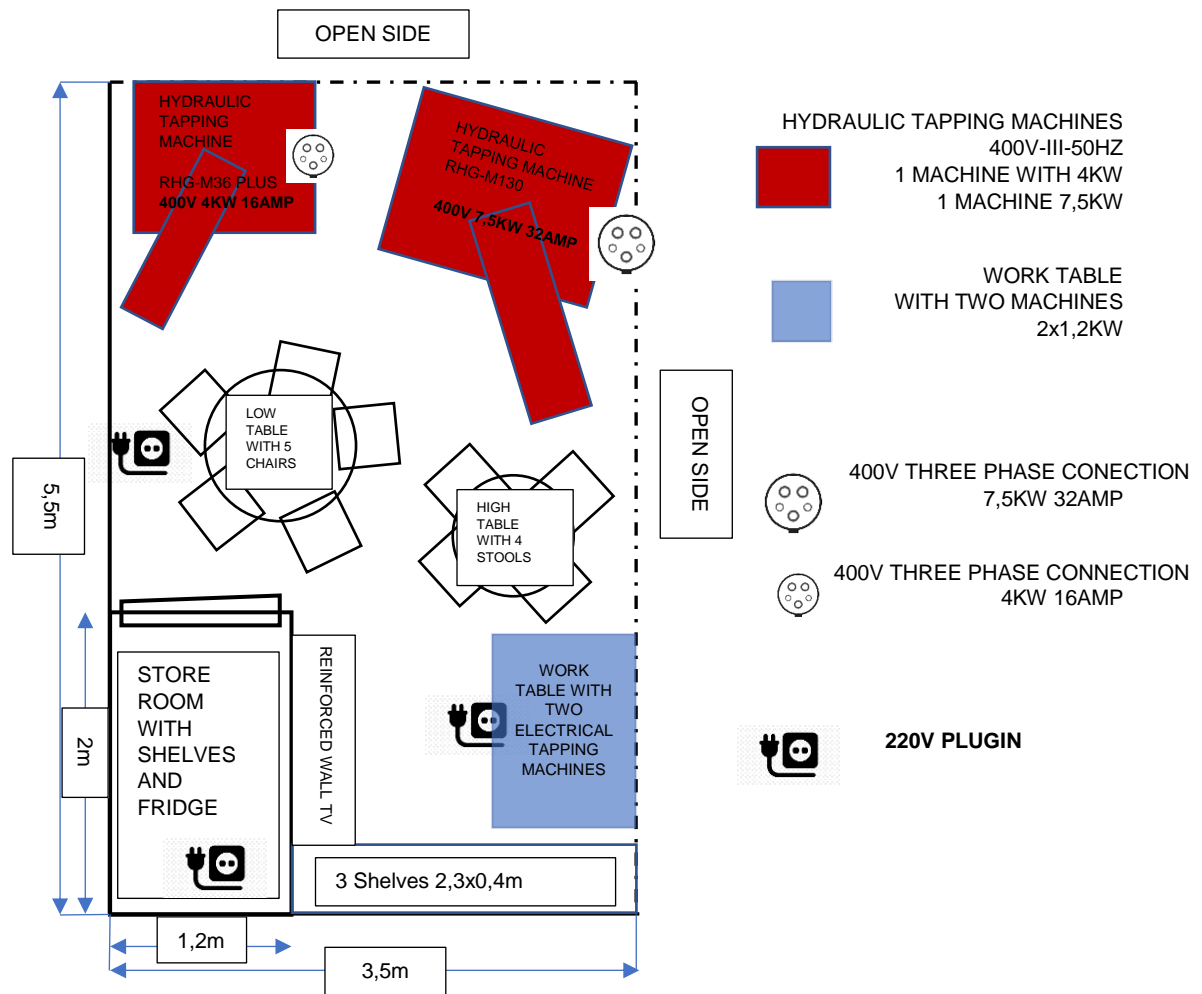 OPEN SIDE
HYDRAULIC
TAPPING
MACHINE
RHG-M36 PLUS
400V 4KW 16AMP
HYDRAULIC
TAPPING MACHINE
RHG-M130
400V 7,5KW 32AMP
HYDRAULIC TAPPING MACHINES
400V-III-50HZ
1 MACHINE WITH 4KW
1 MACHINE 7,5KW
WORK TABLE
WITH TWO MACHINES
2x1,2KW
OPEN SIDE
LOW
TABLE
WITH 5
CHAIRS
HIGH
TABLE
WITH 4
STOOLS
5,5m
400V THREE PHASE CONECTION
7,5KW 32AMP
400V THREE PHASE CONNECTION
4KW 16AMP
2m
STORE
ROOM
WITH
SHELVES
AND
FRIDGE
REINFORCED WALL TV
WORK
TABLE WITH
TWO
ELECTRICAL
TAPPING
MACHINES
220V PLUGIN
3 Shelves 2,3x0,4m
1,2m
3,5m